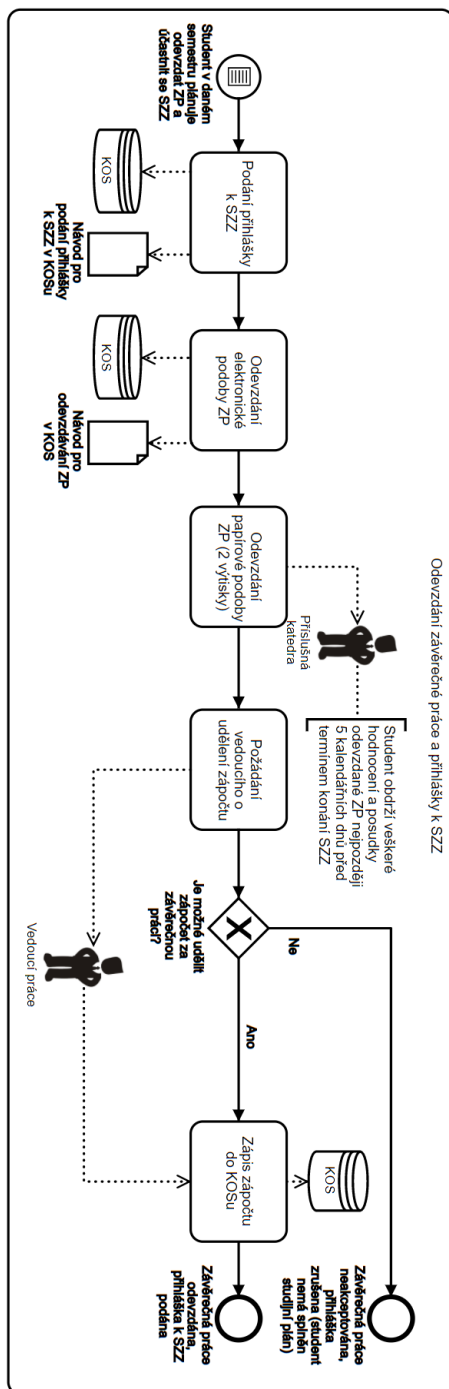 Odevzdání závěrečné práce a přihlášky k SZZ
Student v daném
semestru plánuje
odevzdat ZP a
účastnit se SZZ
Podání přihlášky
k SZZ
KOS
Návod pro
podání přihlášky
k SZZ v KOSu
Odevzdání
elektronické
podoby ZP
KOS
Návod pro
odevzdávání ZP
v KOS
Odevzdání
papírové podoby
ZP (2 výtisky)
Příslušná
katedra
Student obdrží veškeré
hodnocení a posudky
odevzdané ZP nejpozději
5 kalendářních dnů před
termínem konání SZZ
Požádání
vedoucího o
udělení zápočtu
Vedoucí práce
Je možné udělit
zápočet za
závěrečnou
práci?
Ne
Ano
Zápis zápočtu
do KOSu
KOS
Závěrečná práce
neakceptována,
přihláška
zrušena (student
nemá splněn
studijní plán)
Závěrečná práce
odevzdána,
přihláška k SZZ
podána